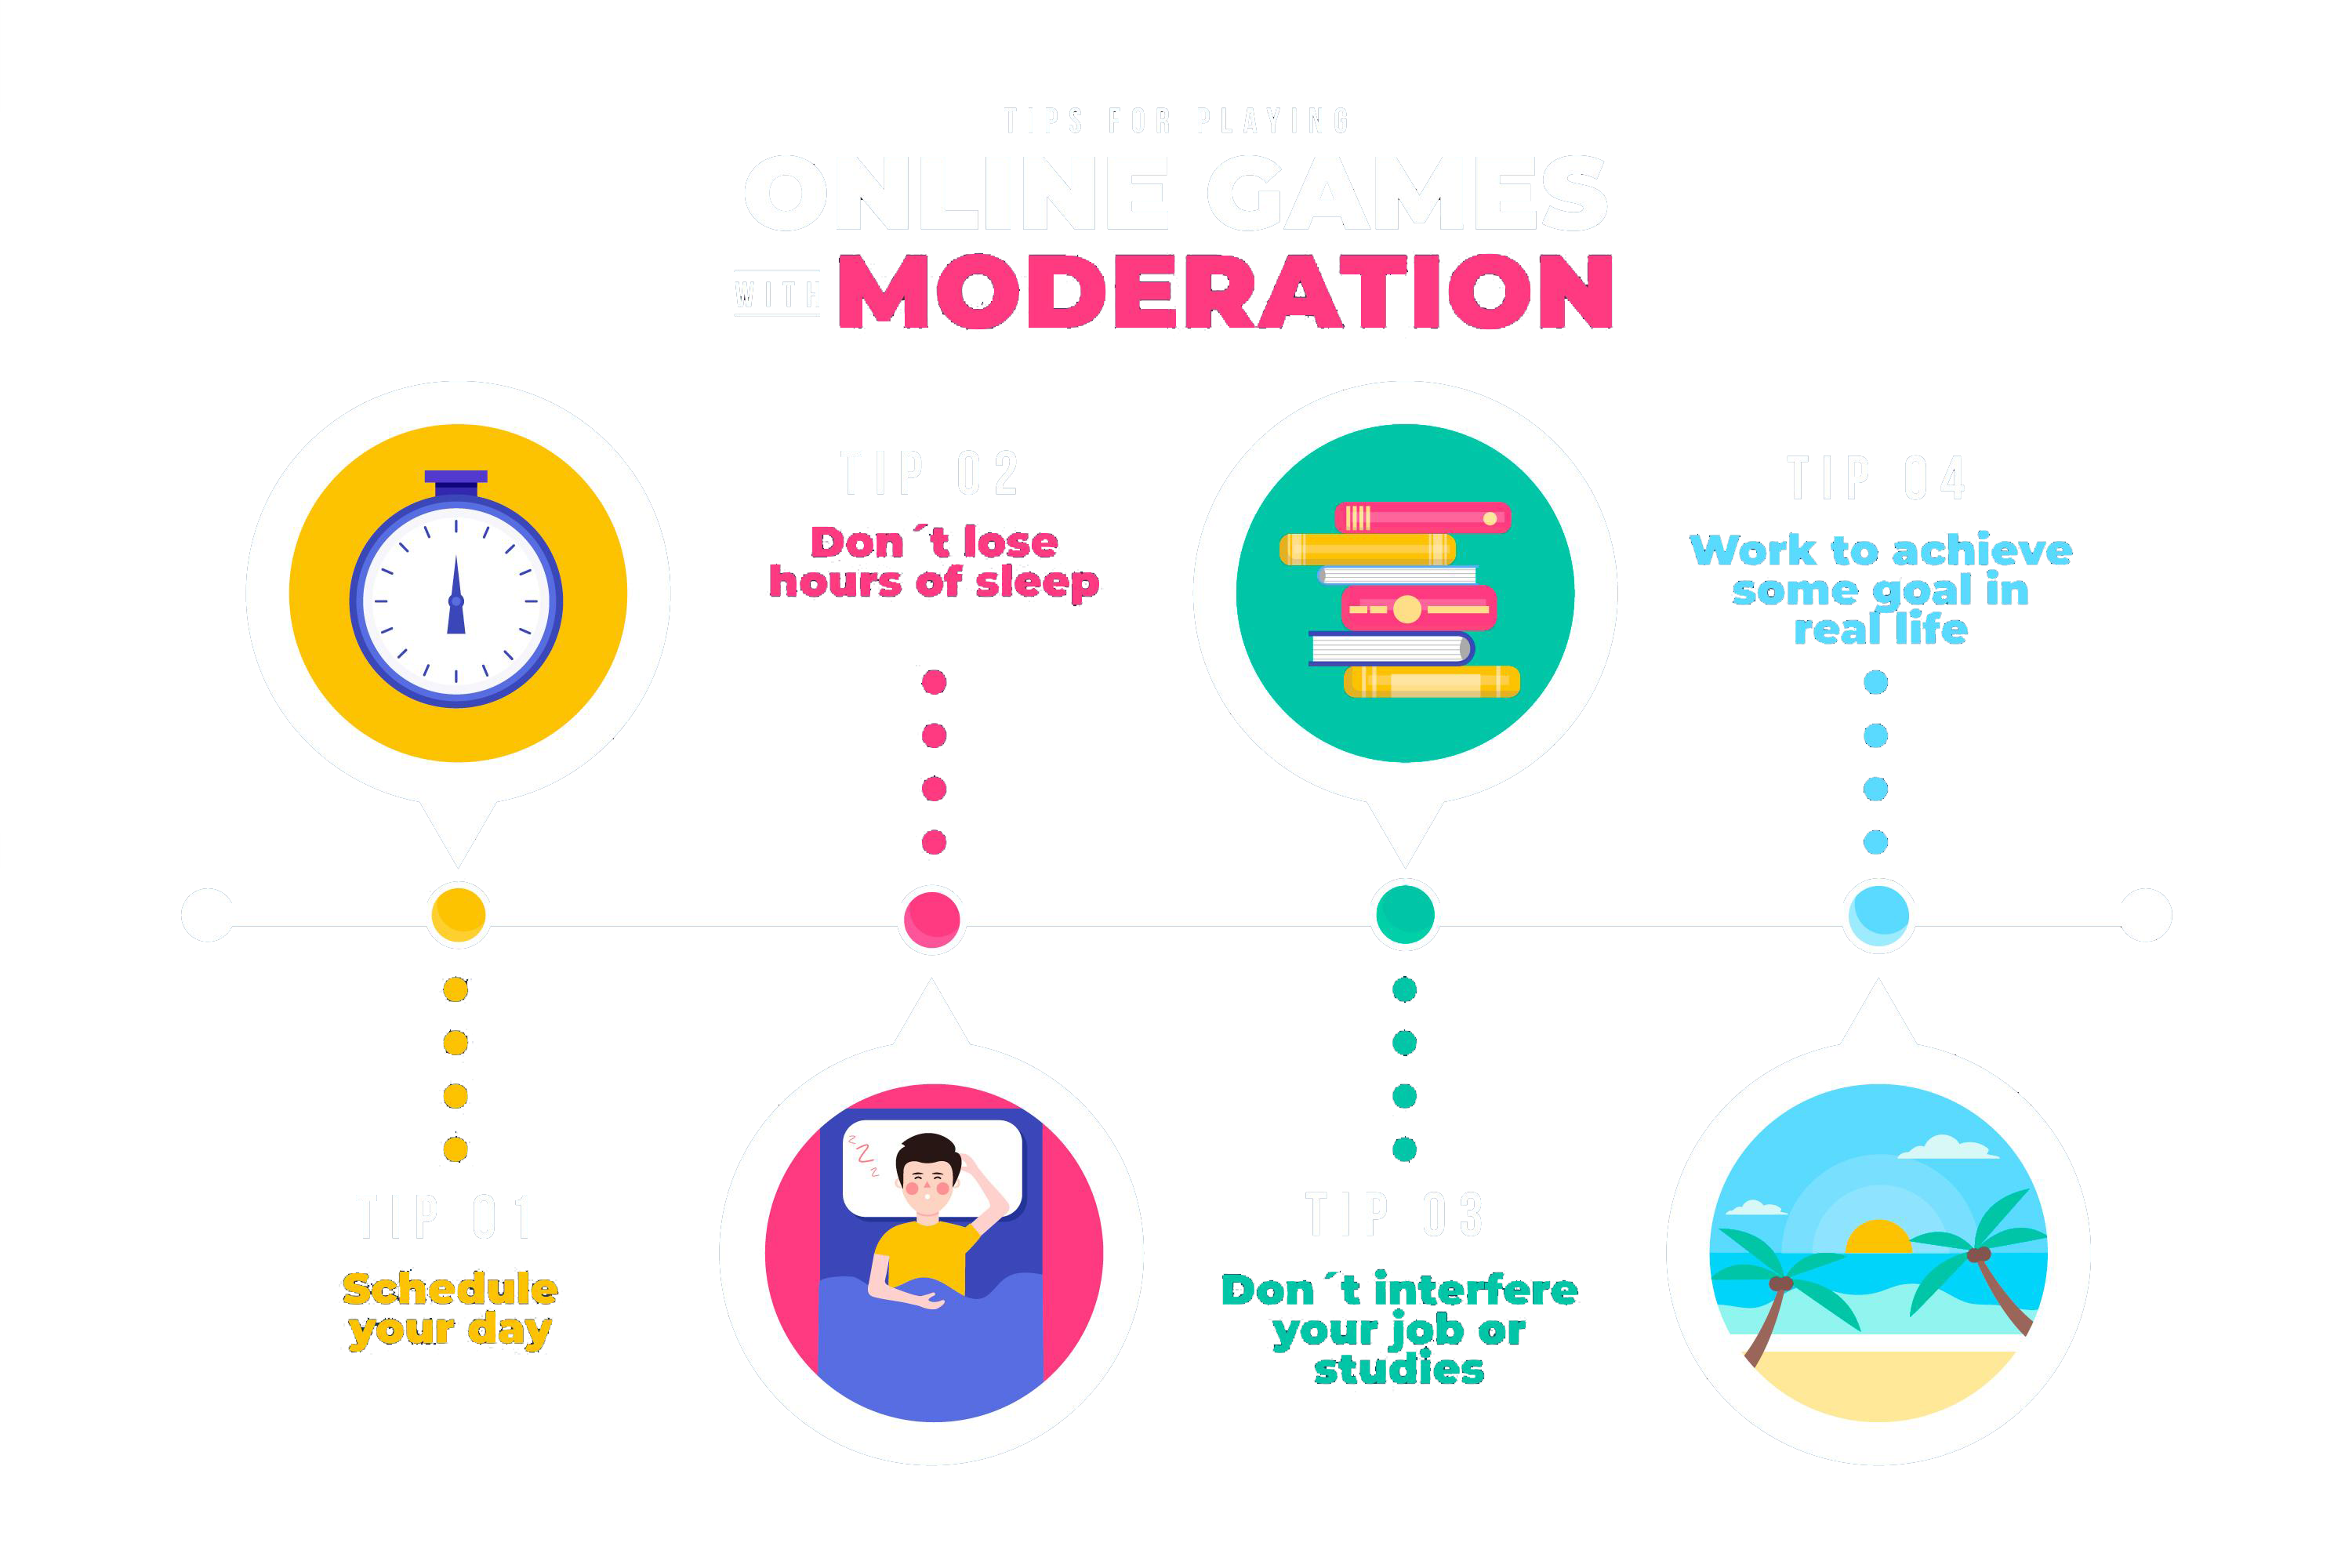 TIPS FOR PLAYING
ONLINE GAMES
WITH MODERATION
TIP 02
Don´t lose
hours of sleep
TIP 04
Work to achieve
some goal in
real life
z
Z
z
TIP 01
Schedule
your day
TIP 03
Don´t interfere
your job or
studies